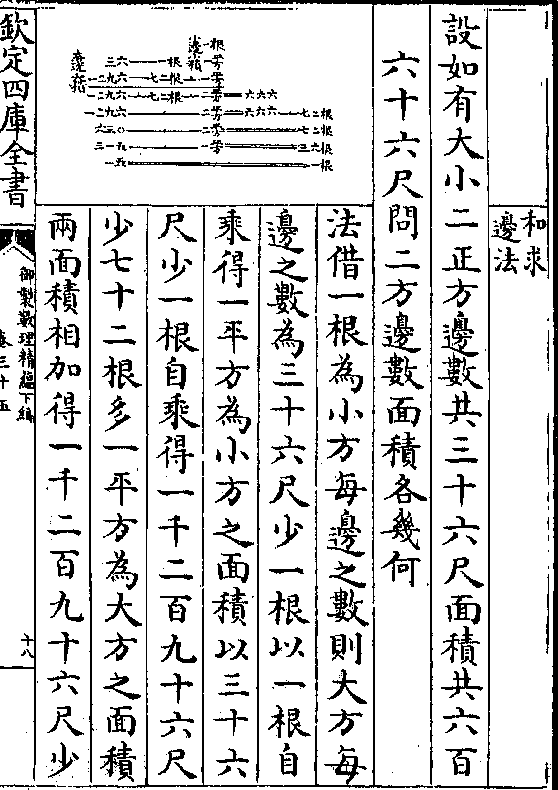 設如有大小二正方邊數共三十六尺面積共六百
六十六尺問二方邊數面積各幾何
和求
邊法
法借一根為小方每邊之數則大方每
邊之數為三十六尺少一根以一根自
乘得一平方為小方之面積以三十六
尺少一根自乘得一千二百九十六尺
少七十二根多一平方為大方之面積
兩面積相加得一千二百九十六尺少
欽定四庫全書
御製數理精蘊下編
卷三十五
十八